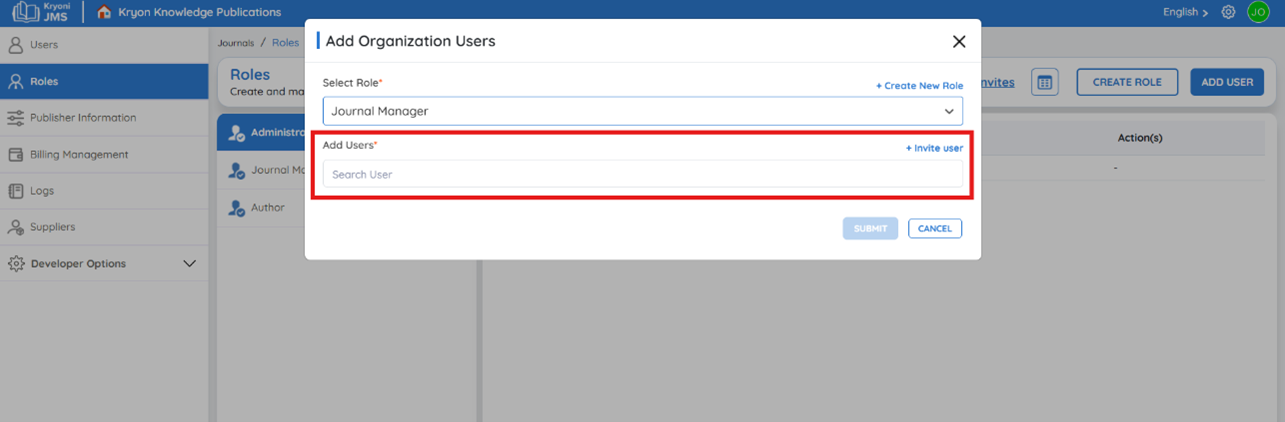 Kryoni
JMS
Kryon Knowledge Publications
English
JO
Users
Roles
Publisher Information
Billing Management
Logs
Suppliers
Developer Options
Journals / Roles
Roles
Create and ma
nvites
CREATE ROLE
ADD USER
Administra
Journal Ma
Author
Action(s)
-
Add Organization Users
Select Role*
+ Create New Role
Journal Manager
Add Users*
+ Invite user
Search User
SUBMIT
CANCEL